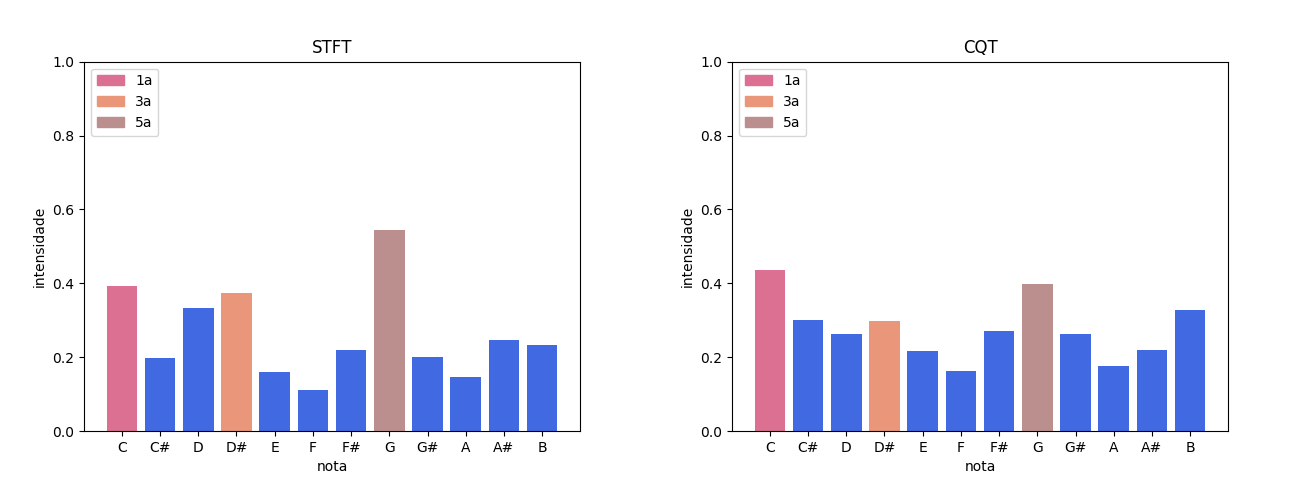 STFT
1.0
0.8
0.6
0.4
0.2
0.0
intensidade
1a
3a
5a
C C# D D# E F F# G G# A A# B
nota
CQT
1.0
0.8
0.6
0.4
0.2
0.0
intensidade
1a
3a
5a
C C# D D# E F F# G G# A A# B
nota